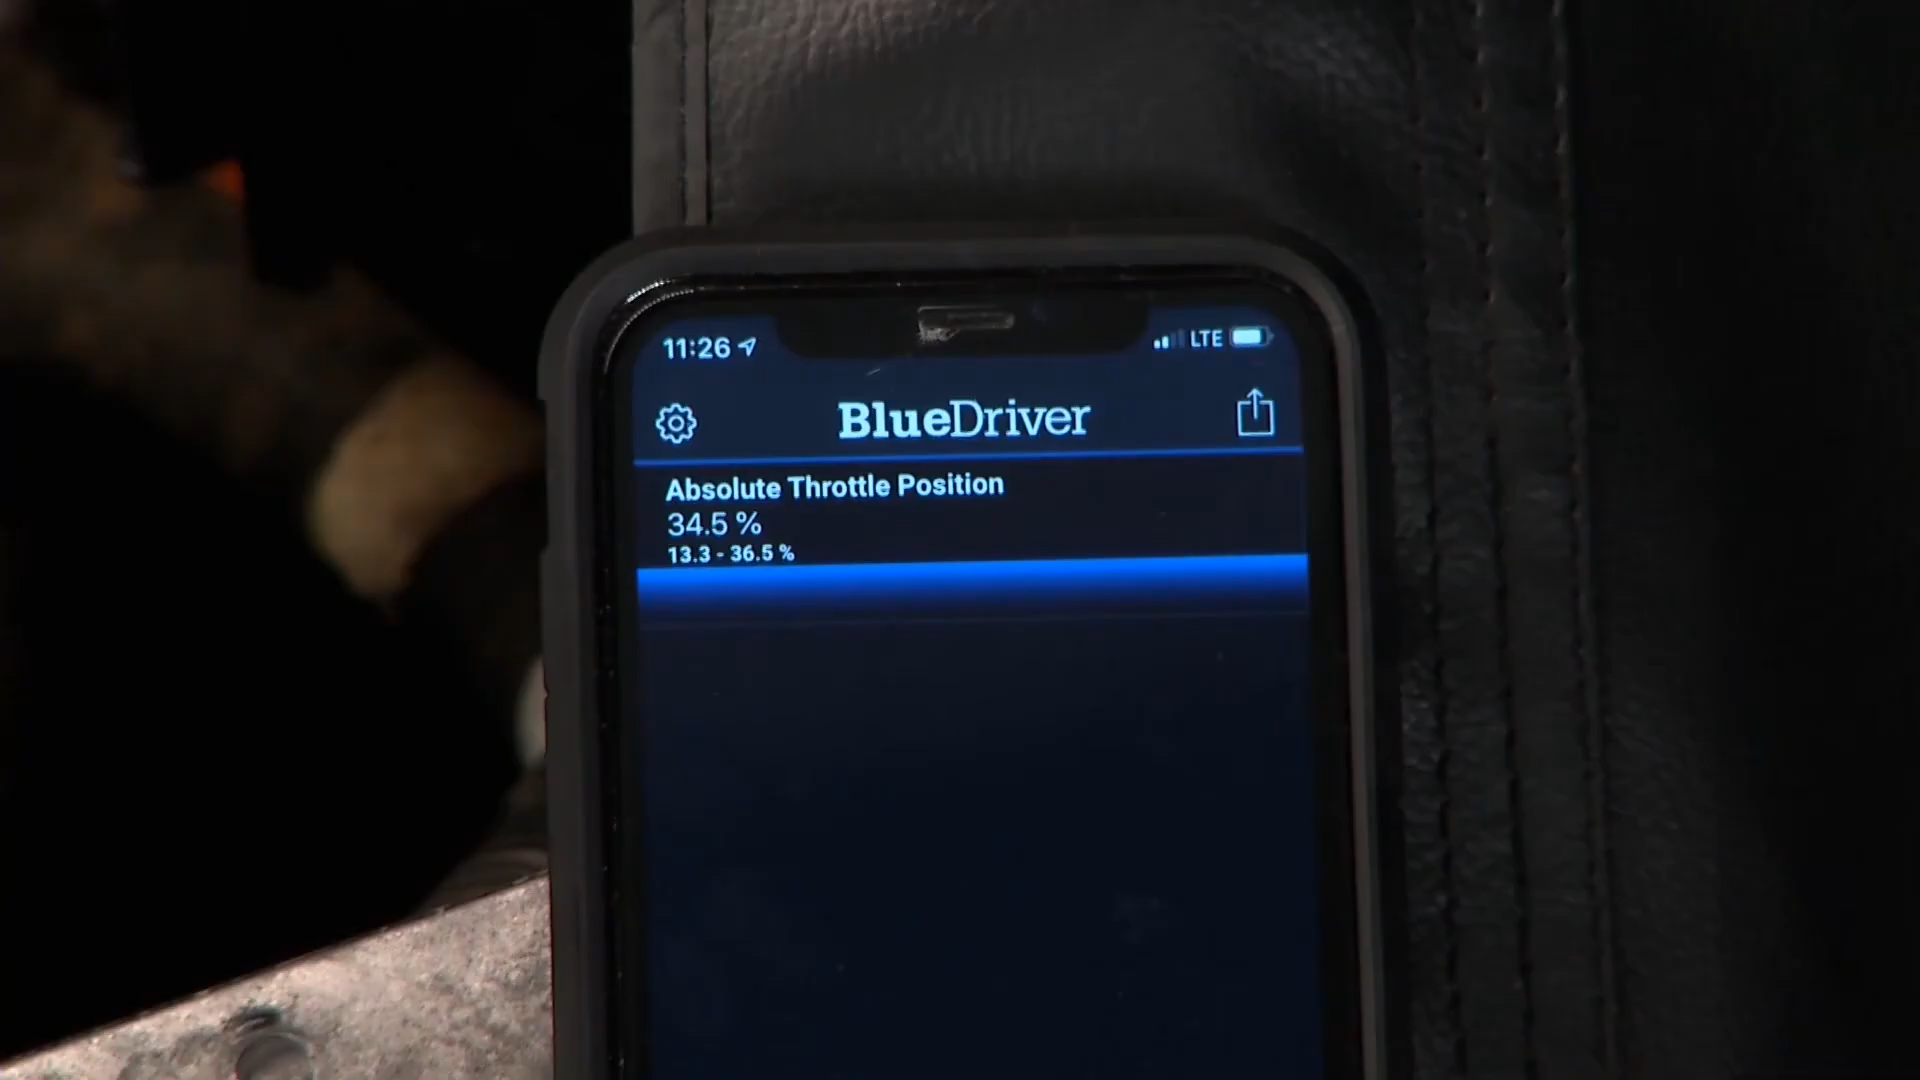 11:26
LTE
BlueDriver
Absolute Throttle Position
34.5 %
13.3 - 36.5 %